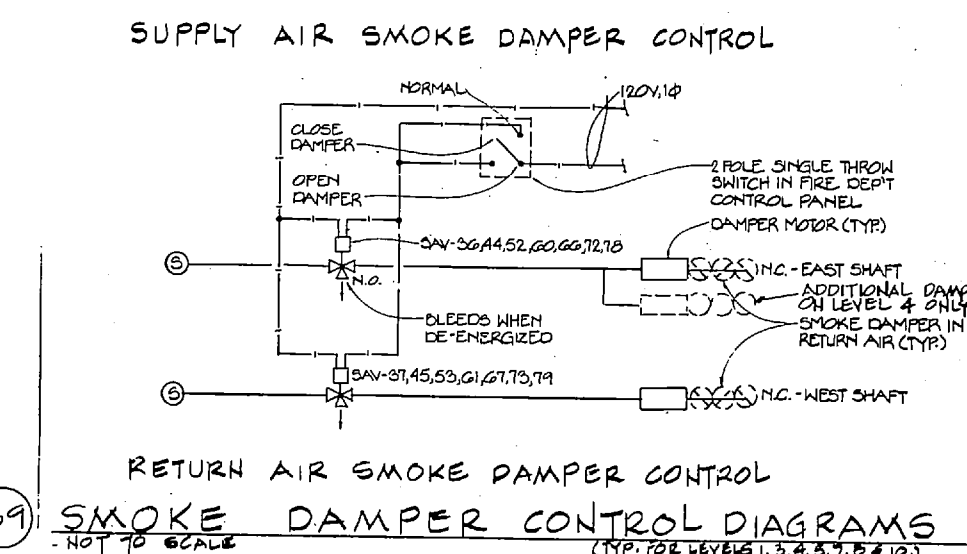 SUPPLY AIR SMOKE DAMPER CONTROL
NORMAL
120V,1Φ
CLOSE
DAMPER
OPEN
DAMPER
2 POLE SINGLE THROW
SWITCH IN FIRE DEP'T
CONTROL PANEL
DAMPER MOTOR (TYP.)
SAV-36,44,52,60,66,72,78
S
N.O.
N.C.-EAST SHAFT
ADDITIONAL DAMP
ON LEVEL 4 ONLY
BLEEDS WHEN
DE-ENERGIZED
SMOKE DAMPER IN
RETURN AIR (TYP.)
SAV-37,45,53,61,67,73,79
S
N.C.-WEST SHAFT
RETURN AIR SMOKE DAMPER CONTROL
9
SMOKE DAMPER CONTROL DIAGRAMS
- NOT TO SCALE
(TYP. FOR LEVELS 1,3,4,5,